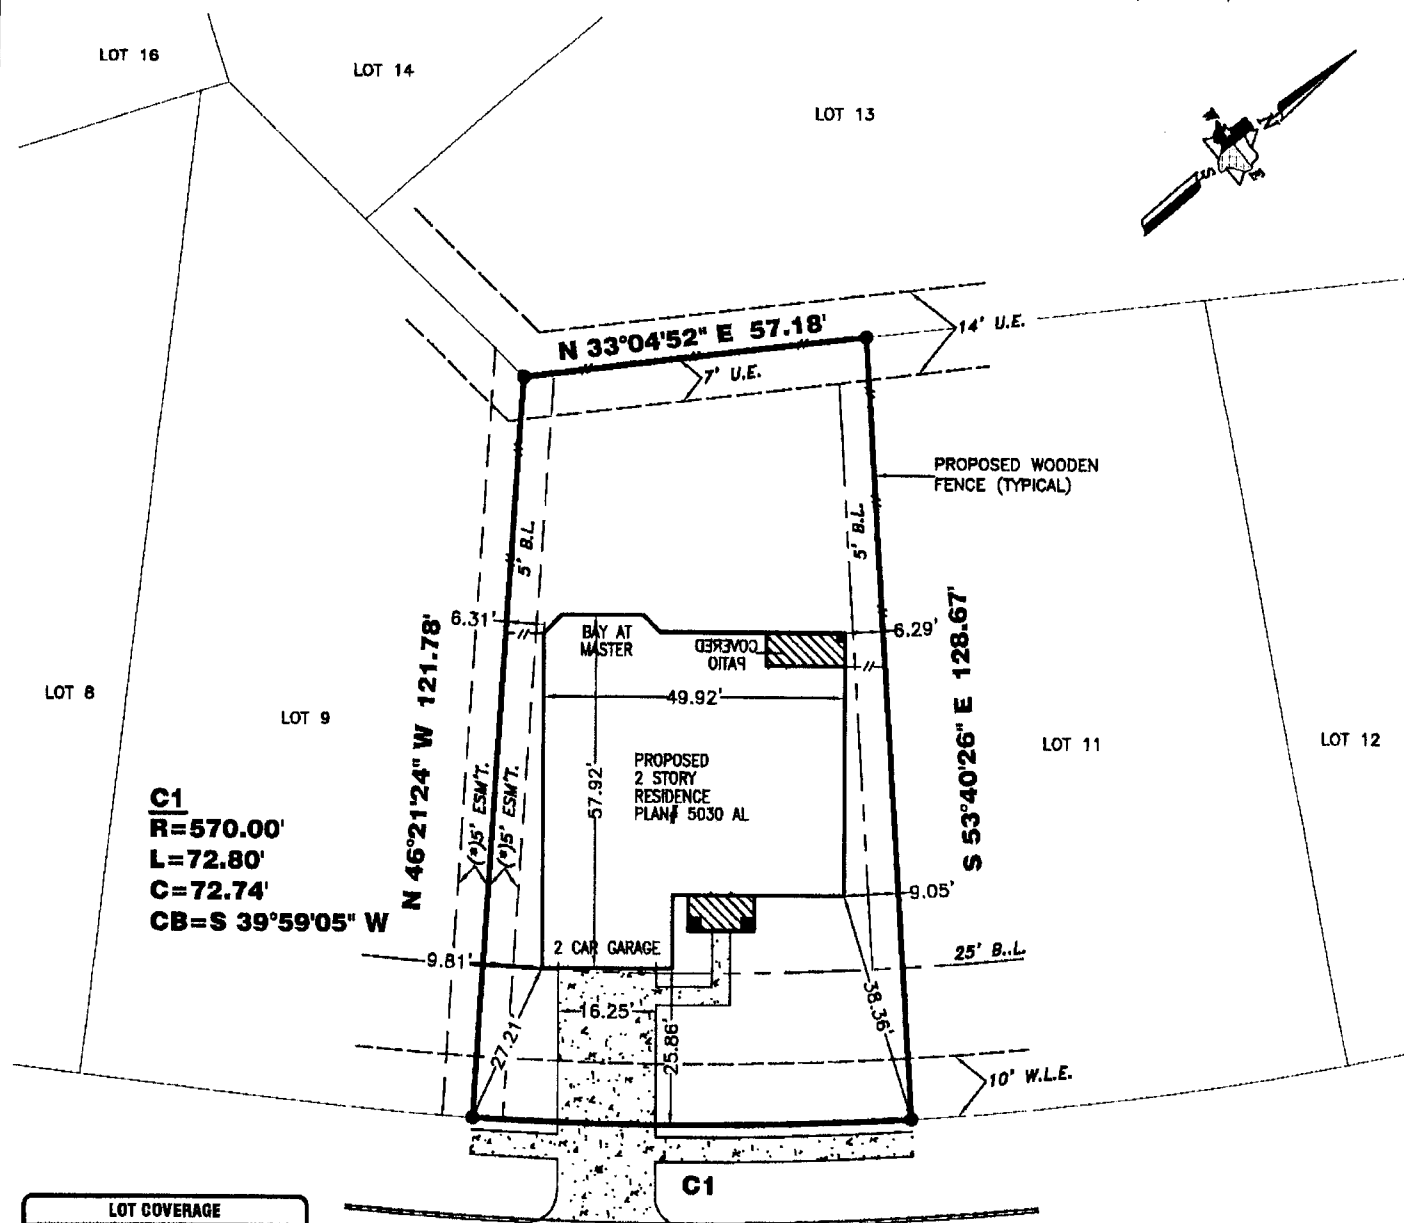 LOT 16
LOT 14
LOT 13
N
S
E
N 33°04'52" E 57.18'
14' U.E.
7' U.E.
PROPOSED WOODEN
FENCE (TYPICAL)
5' B.L.
5' B.L.
6.31'
BAY AT
MASTER
COVERED
PATIO
6.29'
N 46°21'24" W 121.78'
S 53°40'26" E 128.67'
49.92'
LOT 8
LOT 9
LOT 11
LOT 12
57.92'
PROPOSED
2 STORY
RESIDENCE
PLAN# 5030 AL
(*)5' ESM'T.
(*)5' ESM'T.
C1
R=570.00'
L=72.80'
C=72.74'
CB=S 39°59'05" W
9.05'
2 CAR GARAGE
9.81'
25' B..L.
16.25'
27.21
25.86'
38.36'
10' W.L.E.
C1
LOT COVERAGE